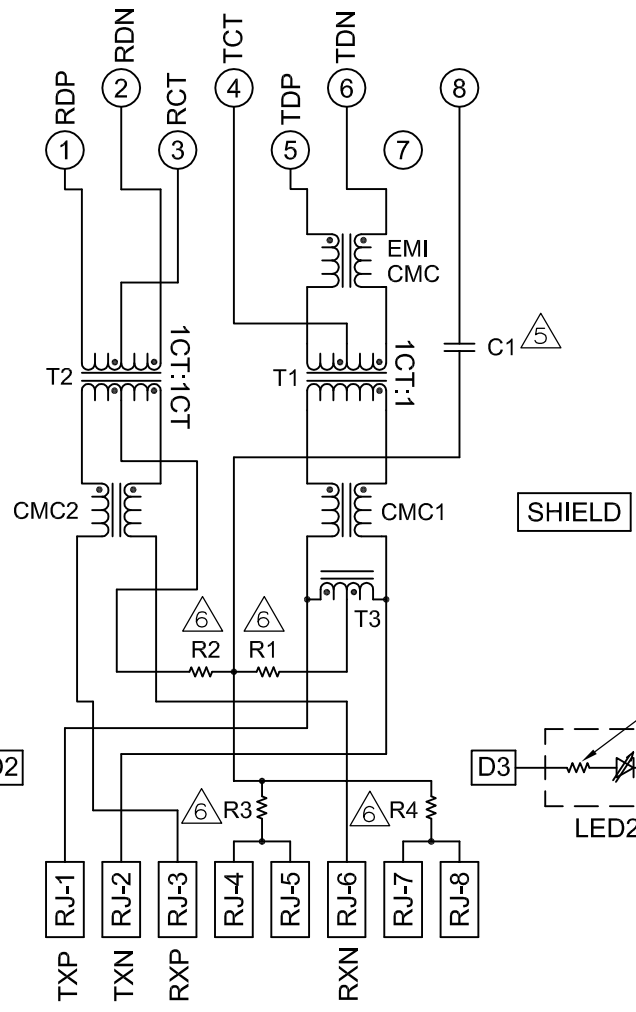 RDN
TCT
TDN
2
4
6
8
RDP
RCT
TDP
1
3
5
7
EMI
CMC
C1
5
T2
1CT:1CT
T1
1CT:1
CMC2
CMC1
SHIELD
T3
6
6
R2
R1
D2
D3
6
R3
6
R4
LED2
RJ-1
RJ-2
RJ-3
RJ-4
RJ-5
RJ-6
RJ-7
RJ-8
TXP
TXN
RXP
RXN